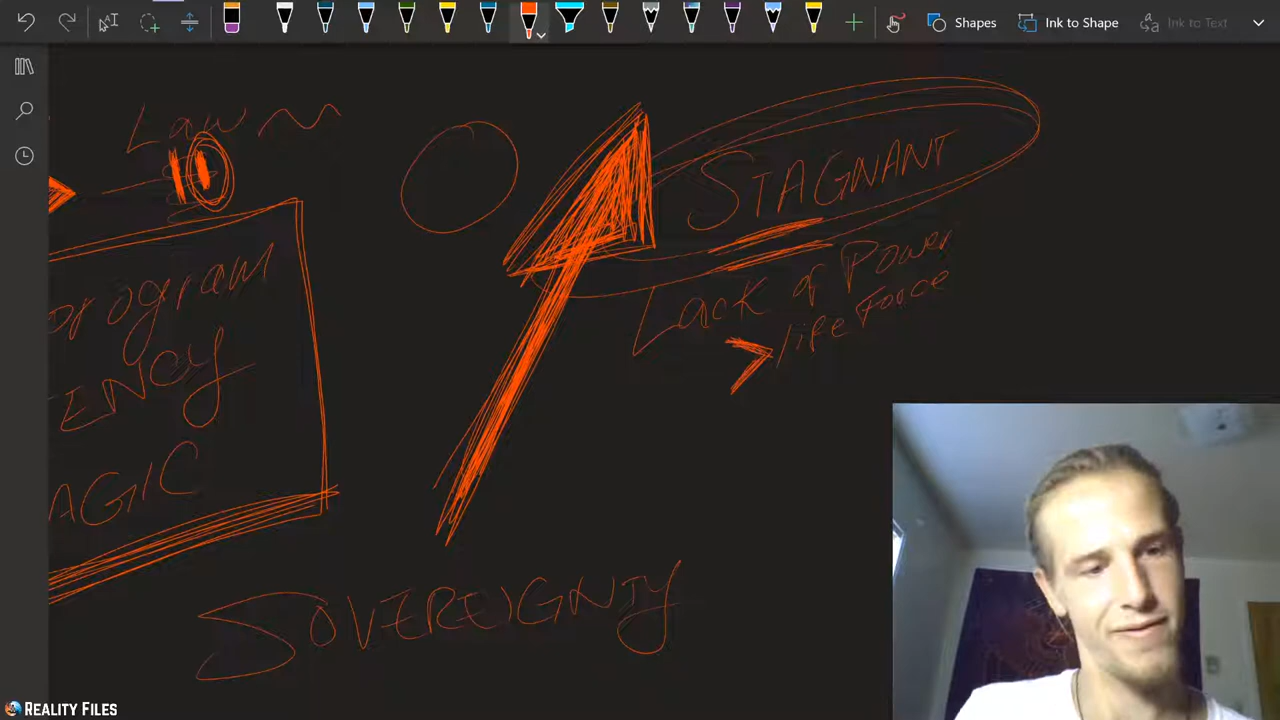 Shapes
Ink to Shape
Ink to Text
Law
STAGNANT
Lack of Power
life Force
program
ENCY
AGIC
SOVEREIGNTY
REALITY FILES